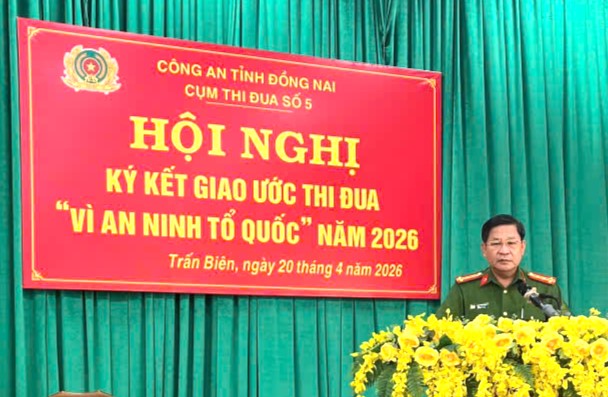 CÔNG AN TỈNH ĐỒNG NAI
CỤM THI ĐUA SỐ 5
HỘI NGHỊ
KÝ KẾT GIAO ƯỚC THI ĐUA
“VÌ AN NINH TỔ QUỐC” NĂM 2026
Trấn Biên, ngày 20 tháng 4 năm 2026